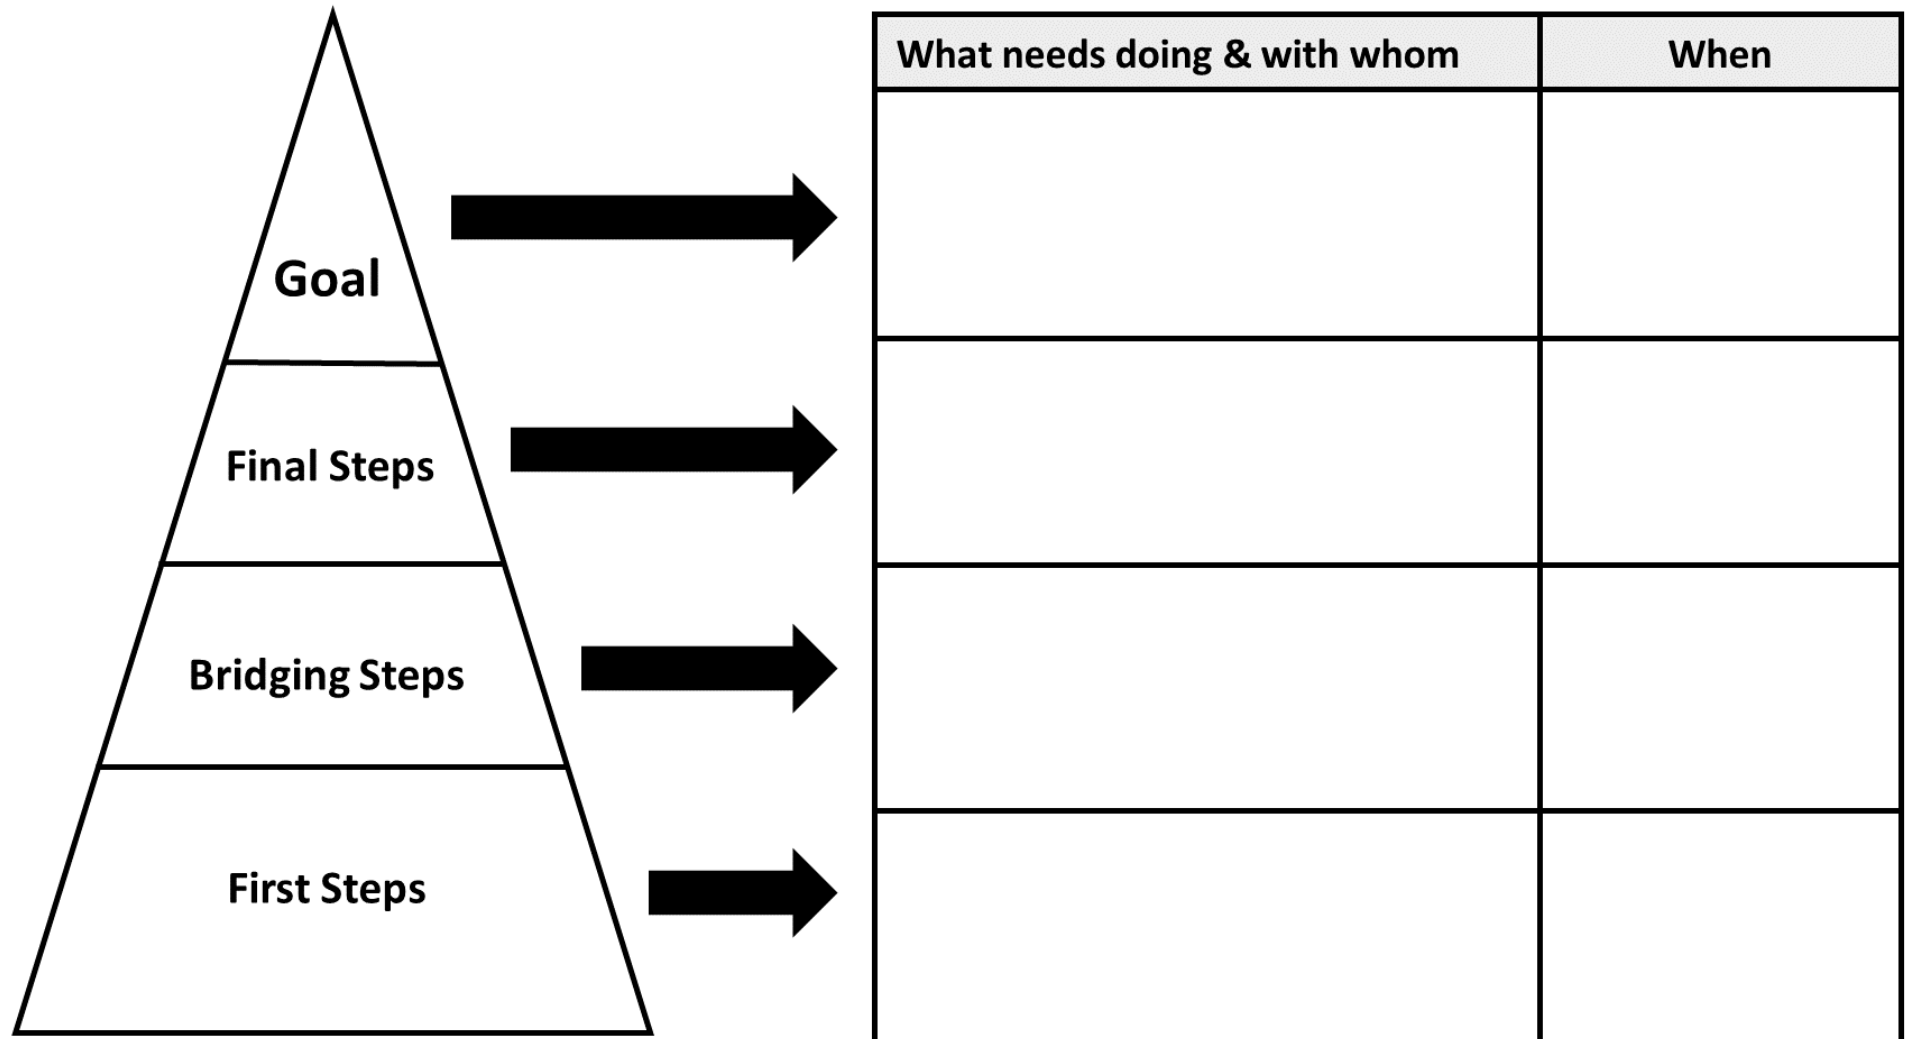 What needs doing & with whom
When
Goal
Final Steps
Bridging Steps
First Steps